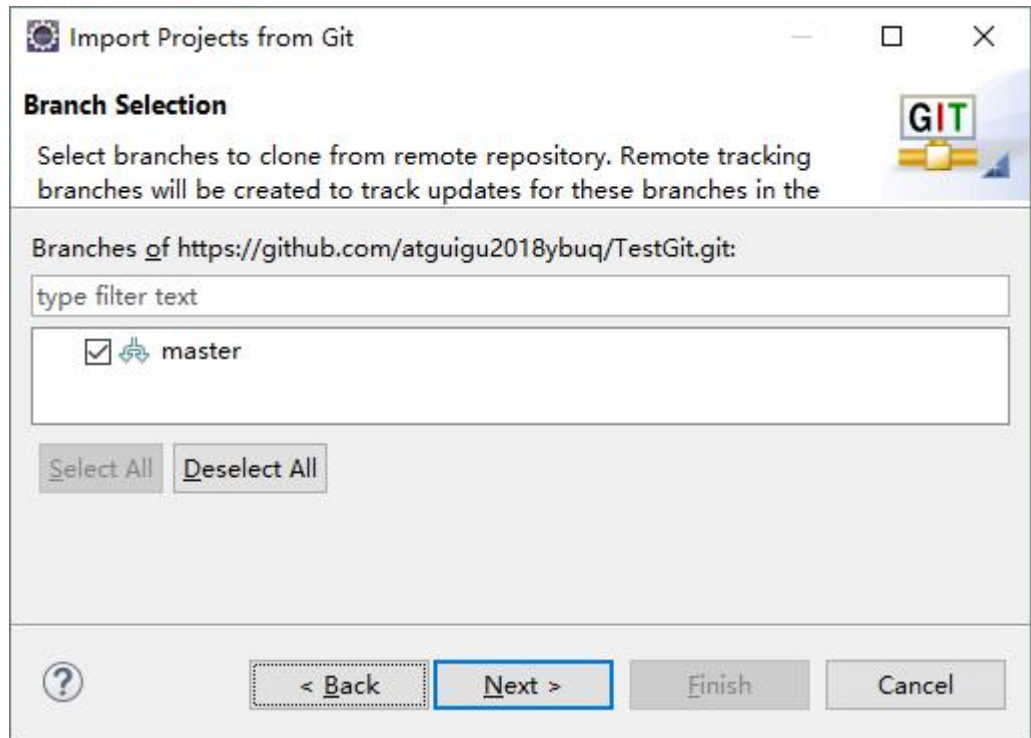 Import Projects from Git
Branch Selection
GIT
Select branches to clone from remote repository. Remote tracking
branches will be created to track updates for these branches in the
Branches of https://github.com/atguigu2018ybuq/TestGit.git:
type filter text
master
Select All
Deselect All
?
< Back
Next >
Finish
Cancel